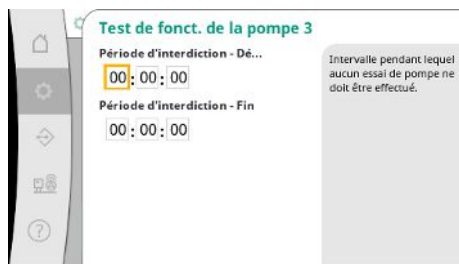 Test de fonct. de la pompe 3
Période d'interdiction - Dé...
00 : 00 : 00
Période d'interdiction - Fin
00 : 00 : 00
Intervalle pendant lequel
aucun essai de pompe ne
doit être effectué.
?